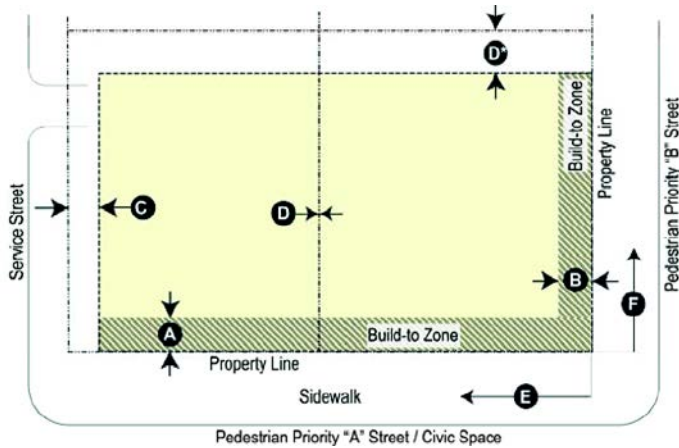 D*
Build-to Zone
Property Line
Pedestrian Priority "B" Street
Service Street
C
D
B
F
A
Build-to Zone
Property Line
Sidewalk
E
Pedestrian Priority "A" Street / Civic Space